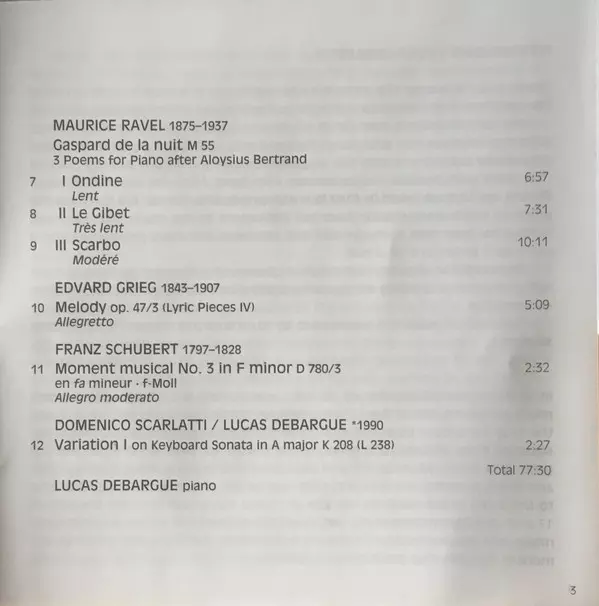 MAURICE RAVEL 1875–1937
Gaspard de la nuit M 55
3 Poems for Piano after Aloysius Bertrand
7 I Ondine 6:57
Lent
8 II Le Gibet 7:31
Très lent
9 III Scarbo 10:11
Modéré
EDVARD GRIEG 1843–1907
10 Melody op. 47/3 (Lyric Pieces IV) 5:09
Allegretto
FRANZ SCHUBERT 1797–1828
11 Moment musical No. 3 in F minor D 780/3 2:32
en fa mineur · f-Moll
Allegro moderato
DOMENICO SCARLATTI / LUCAS DEBARGUE *1990
12 Variation I on Keyboard Sonata in A major K 208 (L 238) 2:27
Total 77:30
LUCAS DEBARGUE piano
3